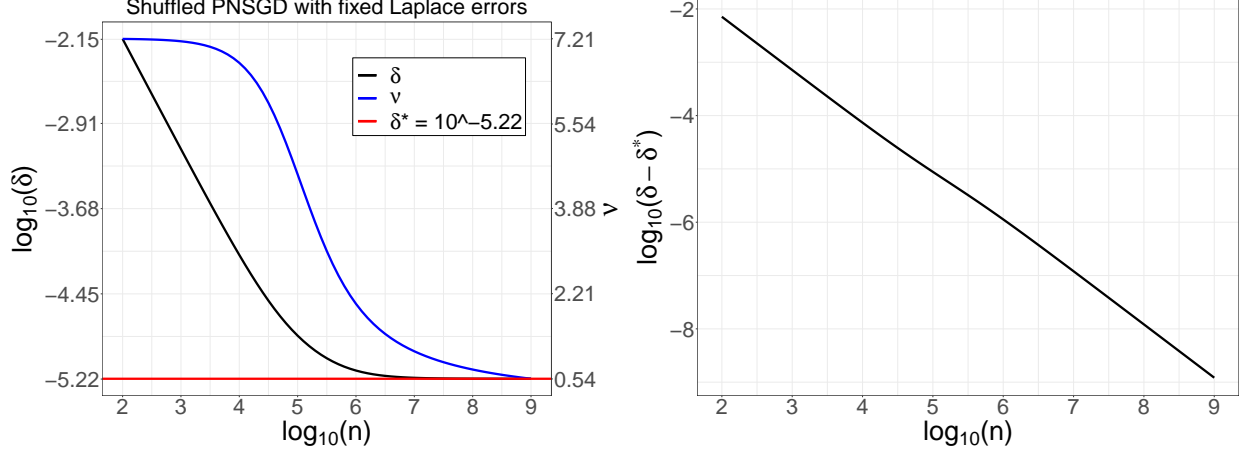 Shuffled PNSGD with fixed Laplace errors
−2.15
−2.91
−3.68
−4.45
−5.22
log10(δ)
7.21
5.54
3.88
2.21
0.54
ν
δ
ν
δ* = 10^−5.22
2 3 4 5 6 7 8 9
log10(n)
−2
−4
−6
−8
log10(δ − δ*)
2 3 4 5 6 7 8 9
log10(n)